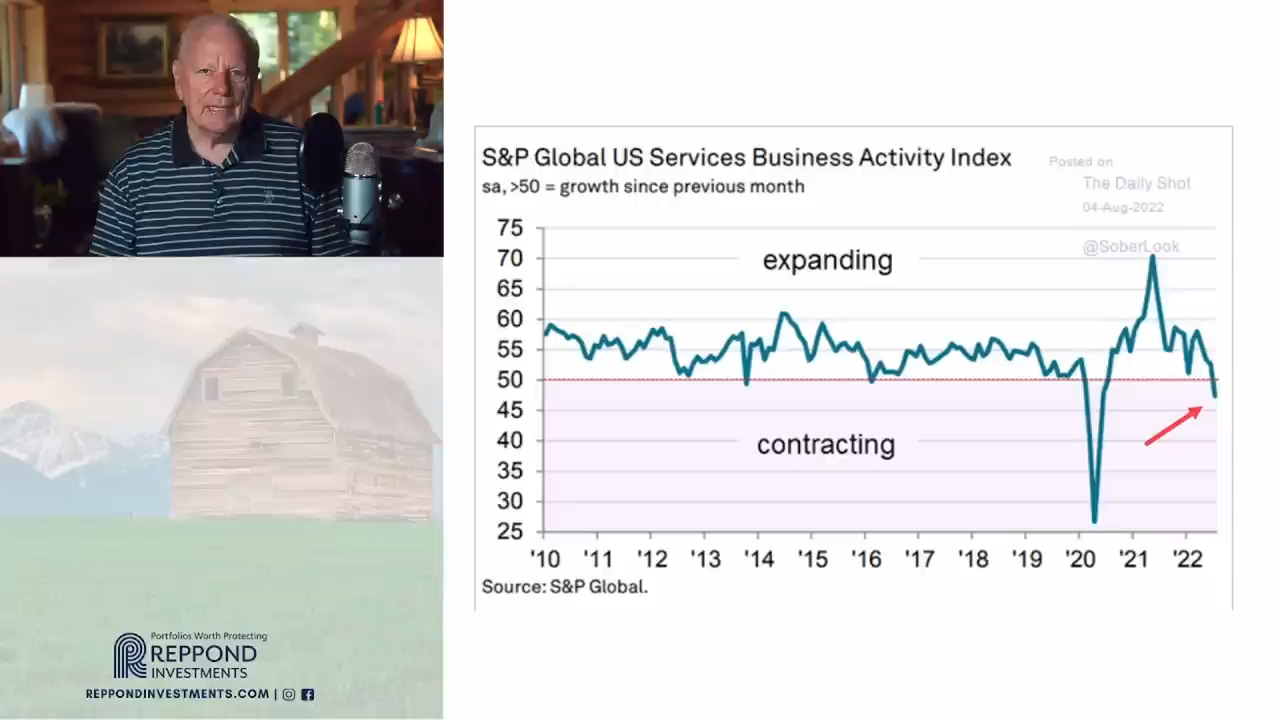 S&P Global US Services Business Activity Index
sa, >50 = growth since previous month
Posted on
The Daily Shot
04-Aug-2022
@SoberLook
75
70
65
60
55
50
45
40
35
30
25
expanding
contracting
'10 '11 '12 '13 '14 '15 '16 '17 '18 '19 '20 '21 '22
Source: S&P Global.
Portfolios Worth Protecting
REPPOND
INVESTMENTS
REPPONDINVESTMENTS.COM |